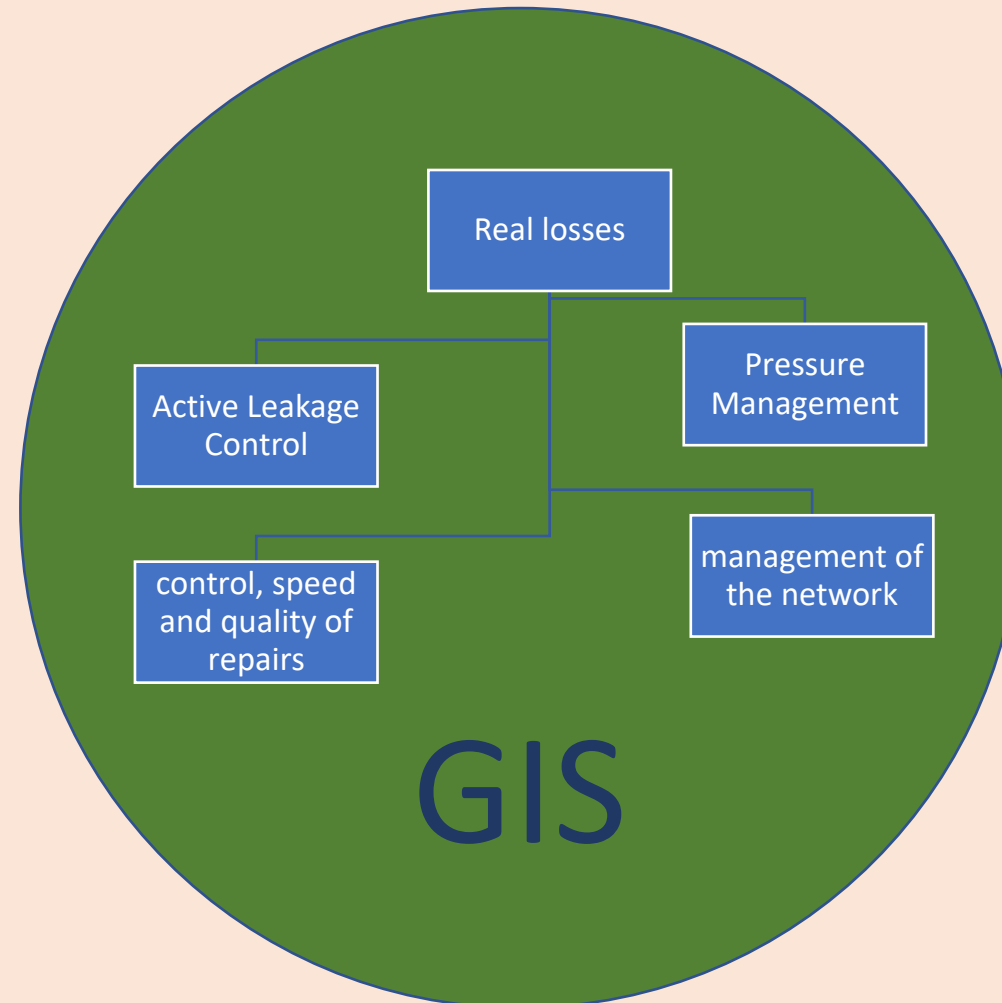 Real losses
Pressure
Management
Active Leakage
Control
management of
the network
control, speed
and quality of
repairs
GIS